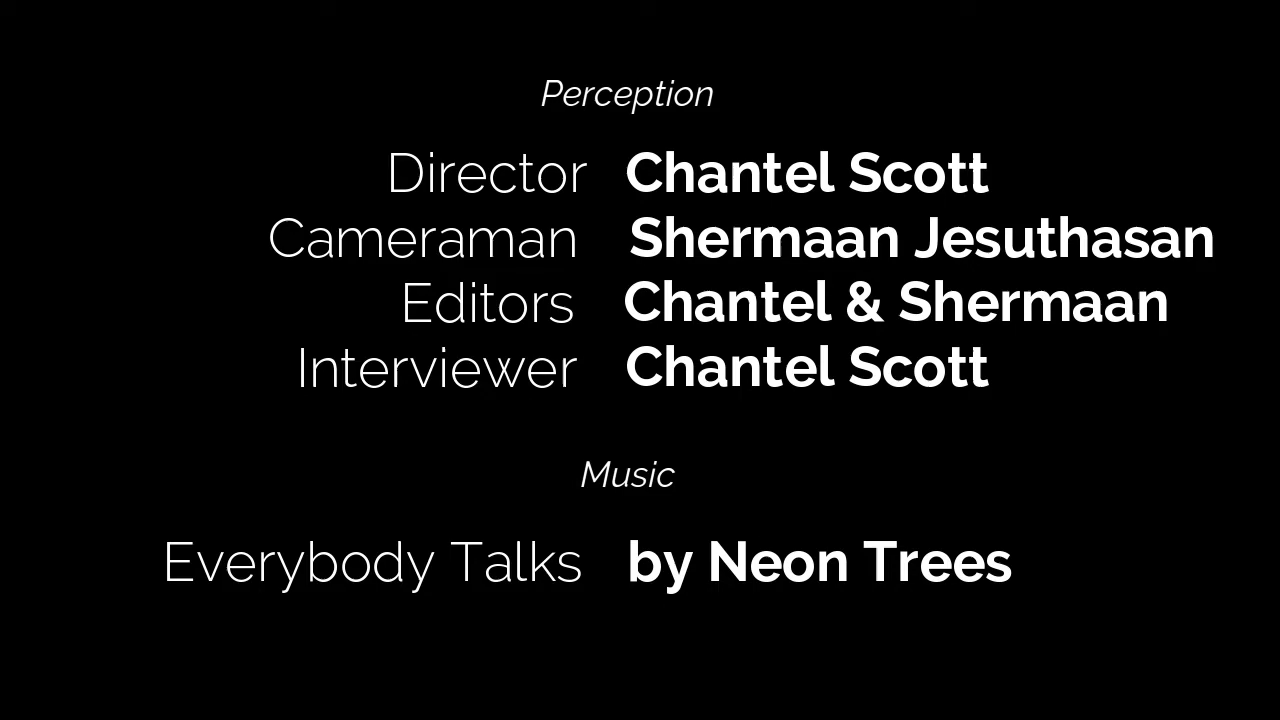 Perception
Director Chantel Scott
Cameraman Shermaan Jesuthasan
Editors Chantel & Shermaan
Interviewer Chantel Scott
Music
Everybody Talks by Neon Trees